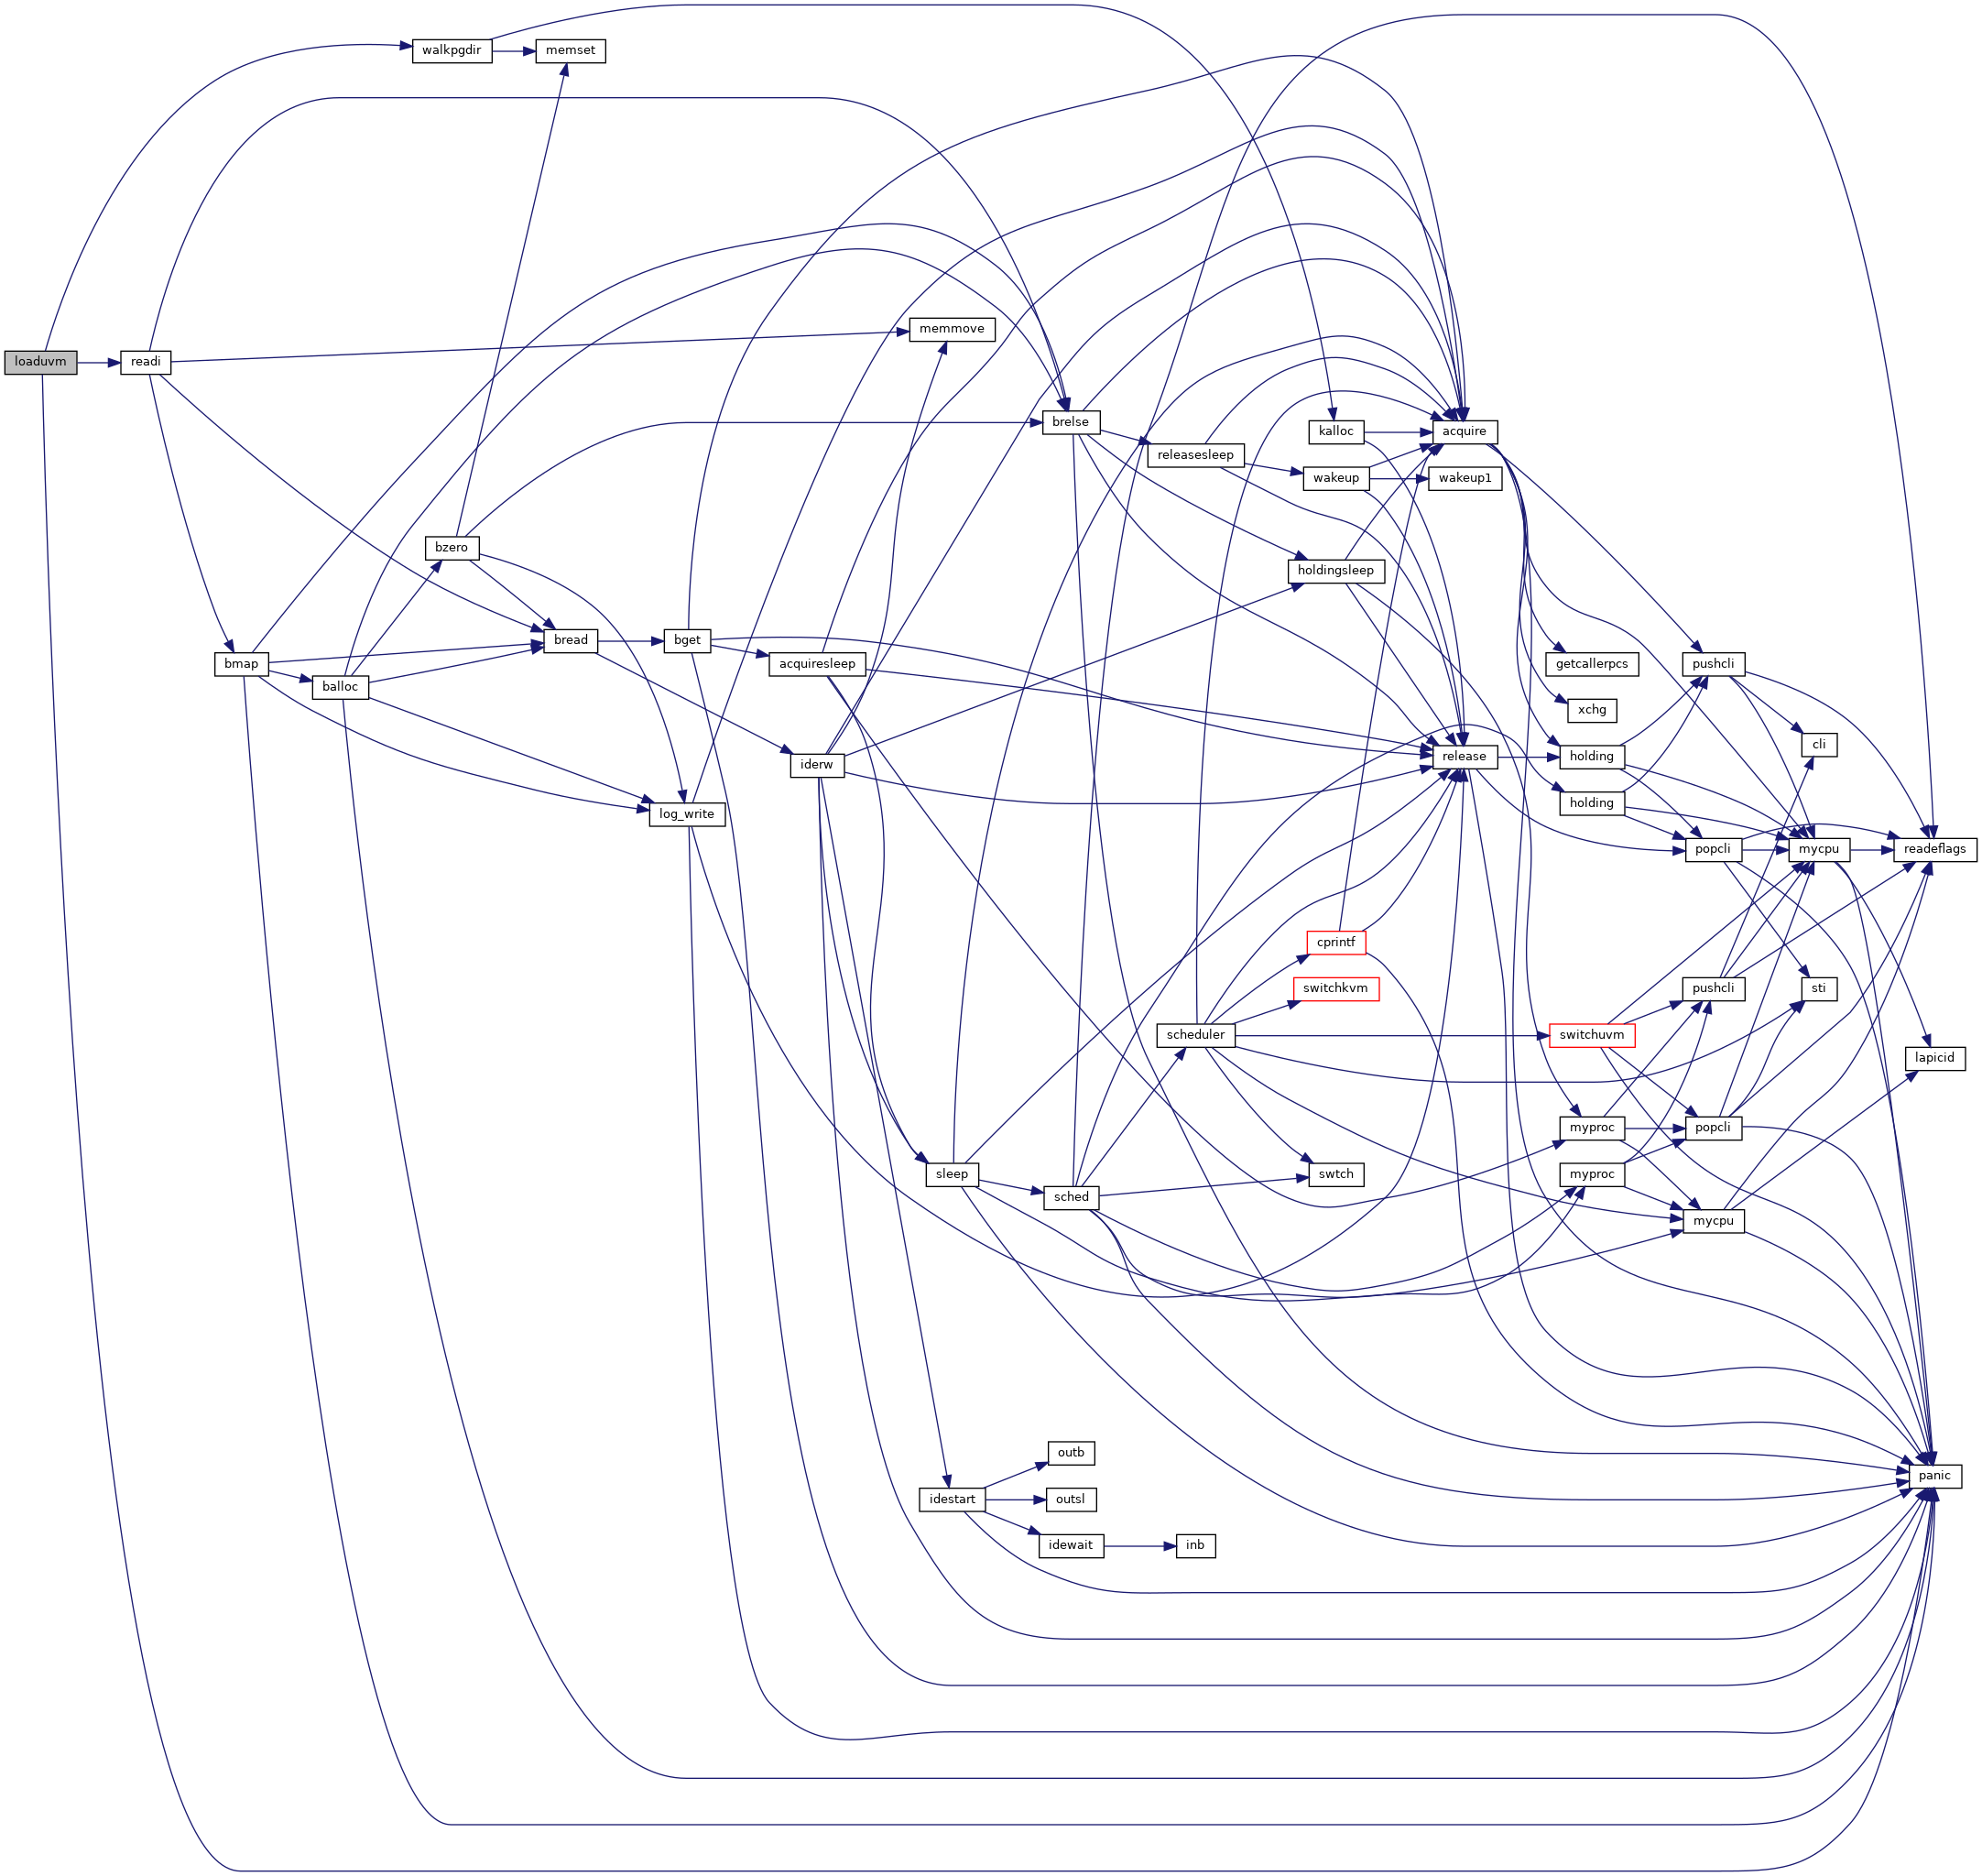 walkpgdir
memset
memmove
loaduvm
readi
brelse
kalloc
acquire
releasesleep
wakeup
wakeup1
bzero
holdingsleep
bread
bget
bmap
acquiresleep
getcallerpcs
pushcli
balloc
xchg
cli
release
holding
iderw
holding
log_write
popcli
mycpu
readeflags
cprintf
switchkvm
pushcli
sti
scheduler
switchuvm
lapicid
myproc
popcli
sleep
swtch
myproc
sched
mycpu
outb
panic
idestart
outsl
idewait
inb